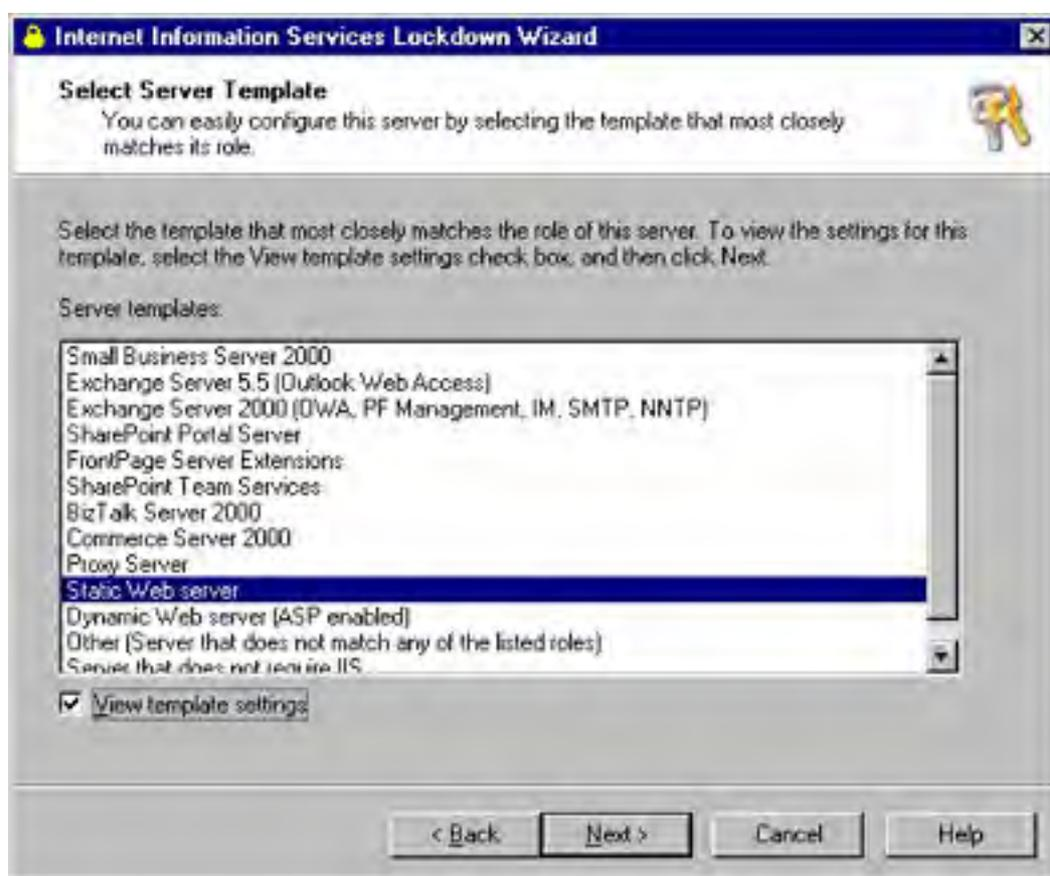 Internet Information Services Lockdown Wizard
Select Server Template
You can easily configure this server by selecting the template that most closely
matches its role.
Select the template that most closely matches the role of this server. To view the settings for this
template, select the View template settings check box, and then click Next.
Server templates:
Small Business Server 2000
Exchange Server 5.5 (Outlook Web Access)
Exchange Server 2000 (OWA, PF Management, IM, SMTP, NNTP)
SharePoint Portal Server
FrontPage Server Extensions
SharePoint Team Services
BizTalk Server 2000
Commerce Server 2000
Proxy Server
Static Web server
Dynamic Web server (ASP enabled)
Other (Server that does not match any of the listed roles)
Server that does not require IIS
View template settings
< Back
Next >
Cancel
Help